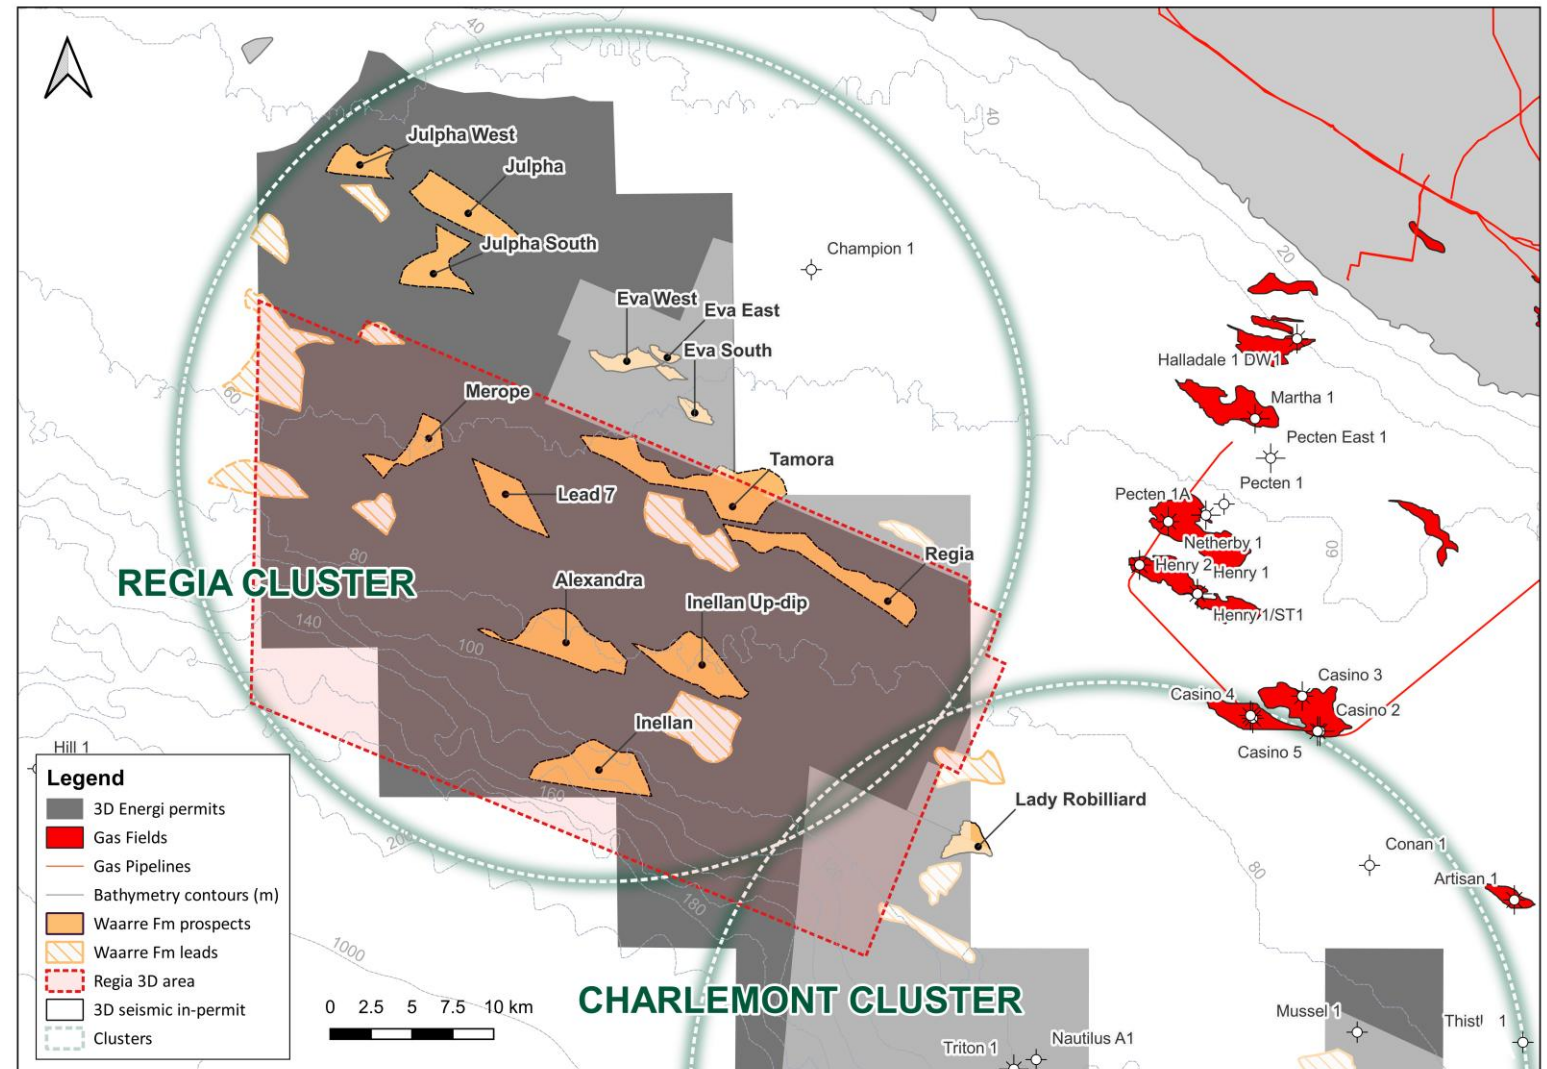 40
40
Julpha West
Julpha
Julpha South
Champion 1
20
Eva West
Eva East
Eva South
Halladale 1 DW1
60
Merope
Martha 1
Pecten East 1
Tamora
Lead 7
Pecten 1
Pecten 1A
Netherby 1
60
80
Regia
Henry 2
Henry 1
REGIA CLUSTER
Alexandra
Inellan Up-dip
Henry 1/ST1
140
100
Casino 3
Casino 4
Casino 2
Inellan
Casino 5
Hill 1
160
Lady Robilliard
200
80
Conan 1
Artisan 1
180
1000
CHARLEMONT CLUSTER
Mussel 1
Thistl 1
Nautilus A1
Triton 1
Legend
3D Energi permits
Gas Fields
Gas Pipelines
Bathymetry contours (m)
Waarre Fm prospects
Waarre Fm leads
Regia 3D area
3D seismic in-permit
Clusters
0 2.5 5 7.5 10 km